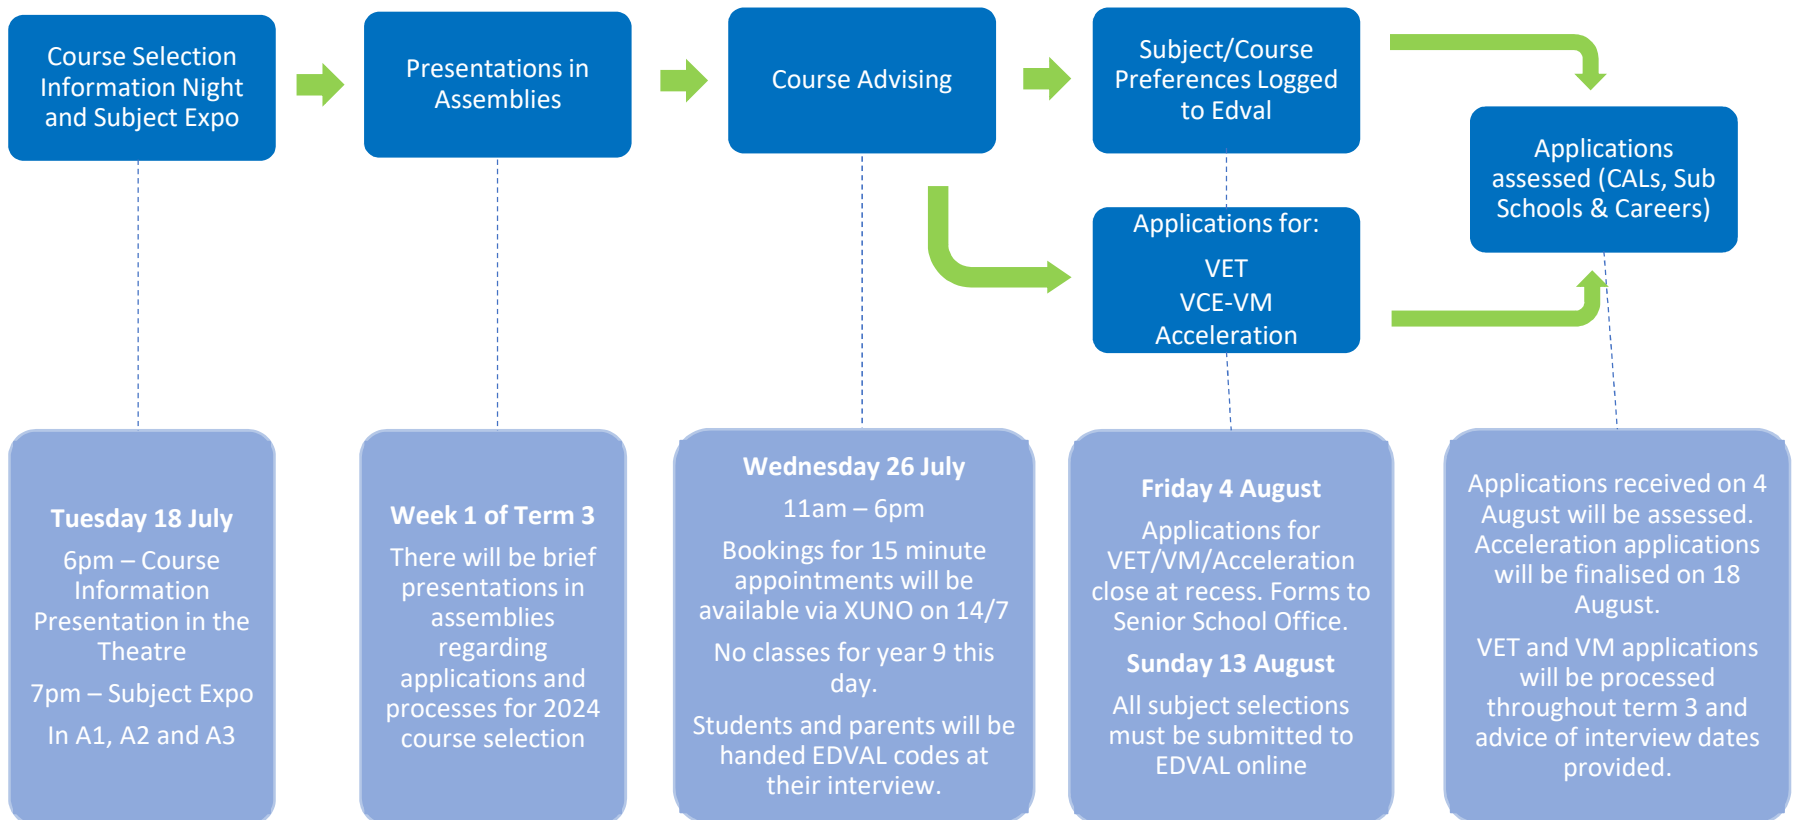 Course Selection
Information Night
and Subject Expo
Presentations in
Assemblies
Course Advising
Subject/Course
Preferences Logged
to Edval
Applications for:
VET
VCE-VM
Acceleration
Applications
assessed (CALs, Sub
Schools & Careers)
Tuesday 18 July
6pm – Course
Information
Presentation in the
Theatre
7pm – Subject Expo
In A1, A2 and A3
Week 1 of Term 3
There will be brief
presentations in
assemblies
regarding
applications and
processes for 2024
course selection
Wednesday 26 July
11am – 6pm
Bookings for 15 minute
appointments will be
available via XUNO on 14/7
No classes for year 9 this
day.
Students and parents will be
handed EDVAL codes at
their interview.
Friday 4 August
Applications for
VET/VM/Acceleration
close at recess. Forms to
Senior School Office.
Sunday 13 August
All subject selections
must be submitted to
EDVAL online
Applications received on 4
August will be assessed.
Acceleration applications
will be finalised on 18
August.
VET and VM applications
will be processed
throughout term 3 and
advice of interview dates
provided.